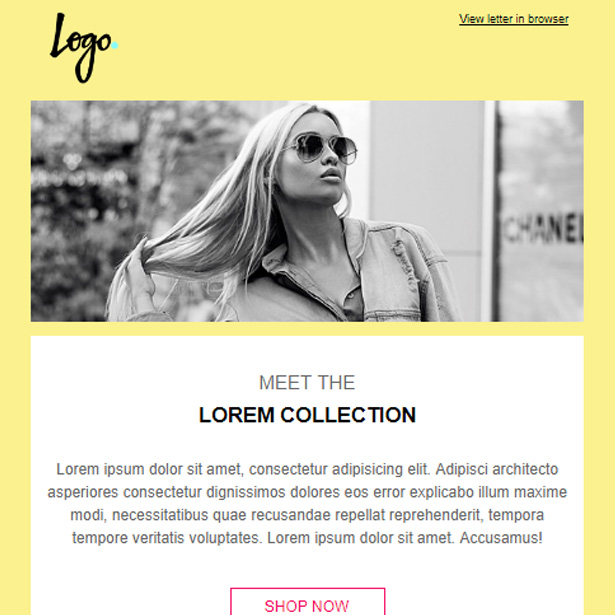 Logo.
View letter in browser
CHANEL
MEET THE
LOREM COLLECTION
Lorem ipsum dolor sit amet, consectetur adipisicing elit. Adipisci architecto
asperiores consectetur dignissimos dolores eos error explicabo illum maxime
modi, necessitatibus quae recusandae repellat reprehenderit, tempora
tempore veritatis voluptates. Lorem ipsum dolor sit amet. Accusamus!
SHOP NOW